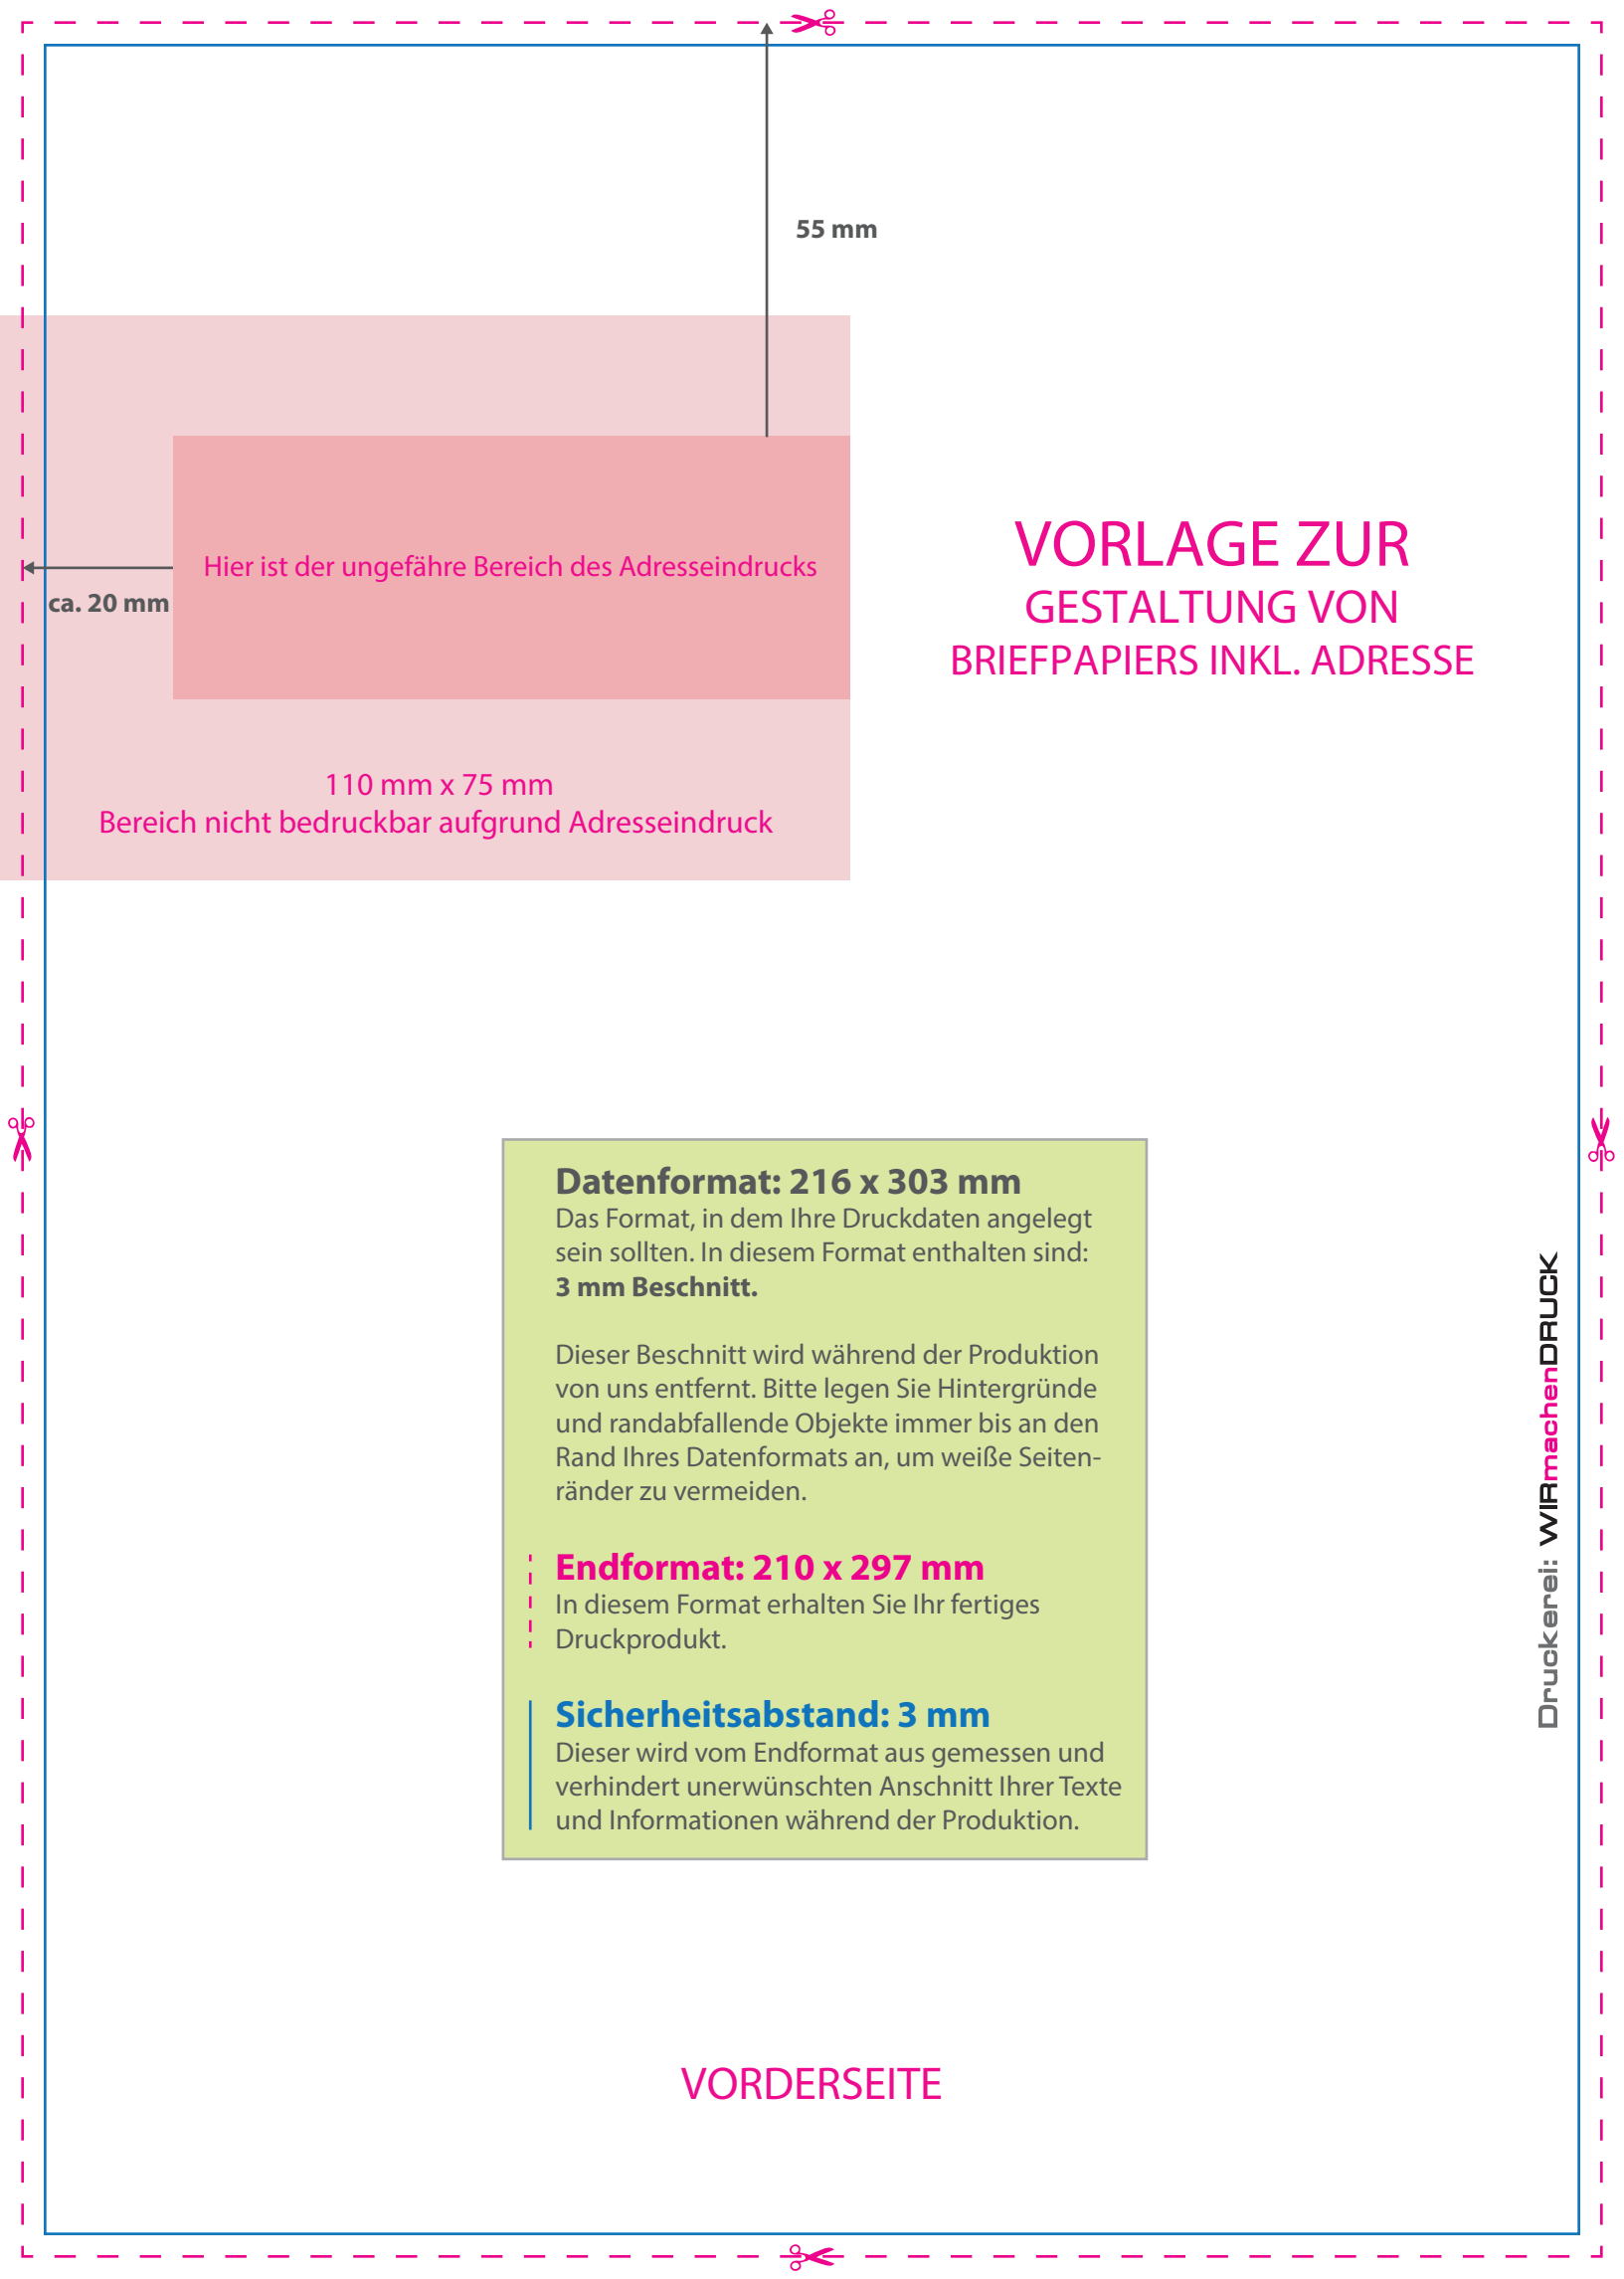 55 mm
Hier ist der ungefähre Bereich des Adresseindrucks
ca. 20 mm
VORLAGE ZUR
GESTALTUNG VON
BRIEFPAPIERS INKL. ADRESSE
110 mm x 75 mm
Bereich nicht bedruckbar aufgrund Adresseindruck
Datenformat: 216 x 303 mm
Das Format, in dem Ihre Druckdaten angelegt
sein sollten. In diesem Format enthalten sind:
3 mm Beschnitt.
Dieser Beschnitt wird während der Produktion
von uns entfernt. Bitte legen Sie Hintergründe
und randabfallende Objekte immer bis an den
Rand Ihres Datenformats an, um weiße Seiten-
ränder zu vermeiden.
Endformat: 210 x 297 mm
In diesem Format erhalten Sie Ihr fertiges
Druckprodukt.
Sicherheitsabstand: 3 mm
Dieser wird vom Endformat aus gemessen und
verhindert unerwünschten Anschnitt Ihrer Texte
und Informationen während der Produktion.
Druckerei: WIRmachenDRUCK
VORDERSEITE